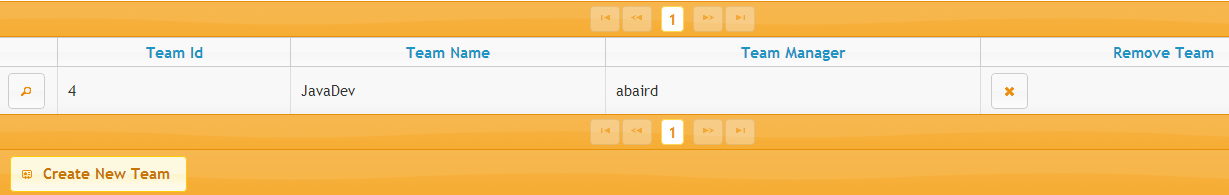 1
Team Id Team Name Team Manager Remove Team
4 JavaDev abaird
1
Create New Team